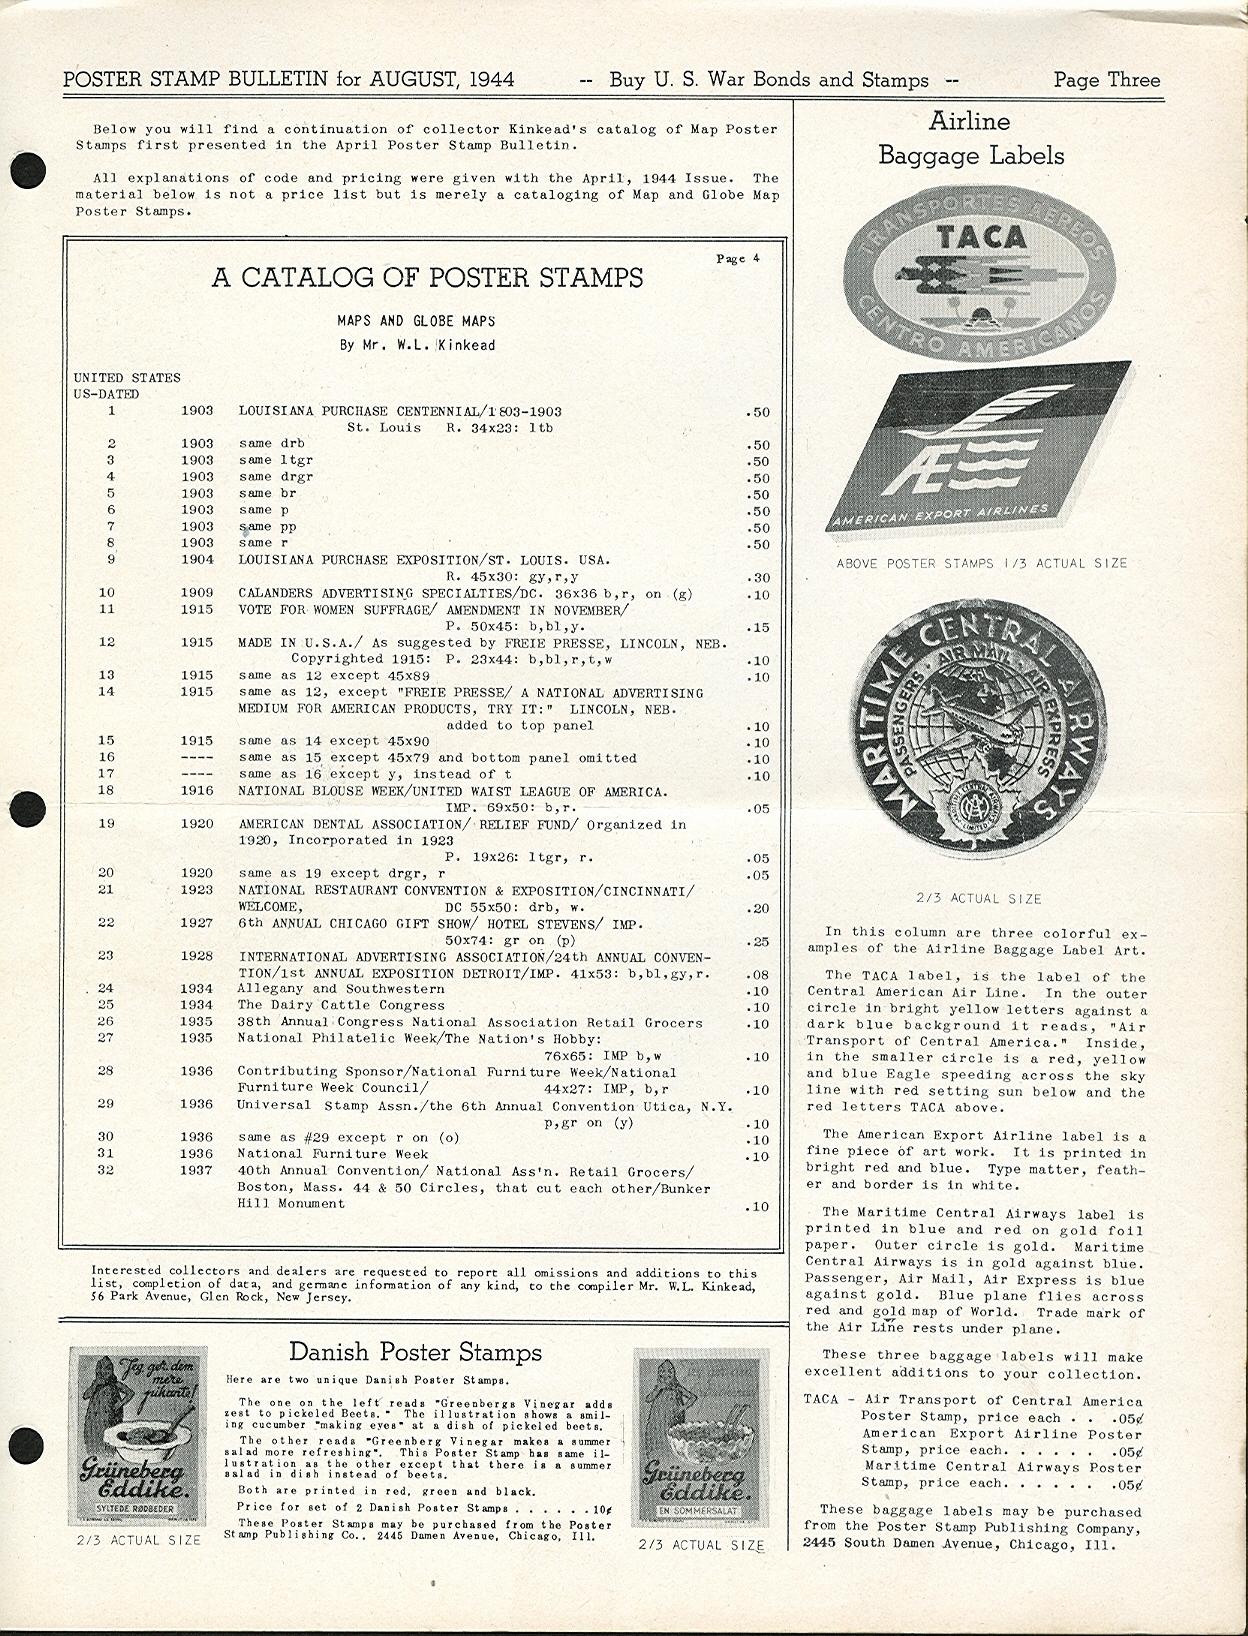 POSTER STAMP BULLETIN for AUGUST, 1944 -- Buy U. S. War Bonds and Stamps -- Page Three
Below you will find a continuation of collector Kinkead's catalog of Map Poster
Stamps first presented in the April Poster Stamp Bulletin.
All explanations of code and pricing were given with the April, 1944 Issue. The
material below is not a price list but is merely a cataloging of Map and Globe Map
Poster Stamps.
Page 4
A CATALOG OF POSTER STAMPS
MAPS AND GLOBE MAPS
By Mr. W.L. Kinkead
UNITED STATES
US-DATED
1 1903 LOUISIANA PURCHASE CENTENNIAL/1803-1903 .50
St. Louis R. 34x23: ltb
2 1903 same drb .50
3 1903 same ltgr .50
4 1903 same drgr .50
5 1903 same br .50
6 1903 same p .50
7 1903 same pp .50
8 1903 same r .50
9 1904 LOUISIANA PURCHASE EXPOSITION/ST. LOUIS. USA.
R. 45x30: gy,r,y .30
10 1909 CALANDERS ADVERTISING SPECIALTIES/DC. 36x36 b,r, on (g) .10
11 1915 VOTE FOR WOMEN SUFFRAGE/ AMENDMENT IN NOVEMBER/
P. 50x45: b,bl,y. .15
12 1915 MADE IN U.S.A./ As suggested by FREIE PRESSE, LINCOLN, NEB.
Copyrighted 1915: P. 23x44: b,bl,r,t,w .10
13 1915 same as 12 except 45x89 .10
14 1915 same as 12, except "FREIE PRESSE/ A NATIONAL ADVERTISING
MEDIUM FOR AMERICAN PRODUCTS, TRY IT:" LINCOLN, NEB.
added to top panel .10
15 1915 same as 14 except 45x90 .10
16 ---- same as 15 except 45x79 and bottom panel omitted .10
17 ---- same as 16 except y, instead of t .10
18 1916 NATIONAL BLOUSE WEEK/UNITED WAIST LEAGUE OF AMERICA.
IMP. 69x50: b,r. .05
19 1920 AMERICAN DENTAL ASSOCIATION/ RELIEF FUND/ Organized in
1920, Incorporated in 1923
P. 19x26: ltgr, r. .05
20 1920 same as 19 except drgr, r .05
21 1923 NATIONAL RESTAURANT CONVENTION & EXPOSITION/CINCINNATI/
WELCOME, DC 55x50: drb, w. .20
22 1927 6th ANNUAL CHICAGO GIFT SHOW/ HOTEL STEVENS/ IMP.
50x74: gr on (p) .25
23 1928 INTERNATIONAL ADVERTISING ASSOCIATION/24th ANNUAL CONVEN-
TION/1st ANNUAL EXPOSITION DETROIT/IMP. 41x53: b,bl,gy,r. .08
24 1934 Allegany and Southwestern .10
25 1934 The Dairy Cattle Congress .10
26 1935 38th Annual Congress National Association Retail Grocers .10
27 1935 National Philatelic Week/The Nation's Hobby:
76x65: IMP b,w .10
28 1936 Contributing Sponsor/National Furniture Week/National
Furniture Week Council/ 44x27: IMP, b,r .10
29 1936 Universal Stamp Assn./the 6th Annual Convention Utica, N.Y.
p,gr on (y) .10
30 1936 same as #29 except r on (o) .10
31 1936 National Furniture Week .10
32 1937 40th Annual Convention/ National Ass'n. Retail Grocers/
Boston, Mass. 44 & 50 Circles, that cut each other/Bunker
Hill Monument .10
Interested collectors and dealers are requested to report all omissions and additions to this
list, completion of data, and germane information of any kind, to the compiler Mr. W.L. Kinkead,
56 Park Avenue, Glen Rock, New Jersey.
Jeg gør dem
mere
pikante!
Grüneberg
Eddike.
SYLTEDE RØDBEDER
2/3 ACTUAL SIZE
Danish Poster Stamps
Here are two unique Danish Poster Stamps.
The one on the left reads "Greenbergs Vinegar adds
zest to pickeled Beets." The illustration shows a smil-
ing cucumber "making eyes" at a dish of pickeled beets.
The other reads "Greenberg Vinegar makes a summer
salad more refreshing". This Poster Stamp has same il-
lustration as the other except that there is a summer
salad in dish instead of beets.
Both are printed in red, green and black.
Price for set of 2 Danish Poster Stamps . . . . . . . 10¢
These Poster Stamps may be purchased from the Poster
Stamp Publishing Co., 2445 Damen Avenue, Chicago, Ill.
Grüneberg
Eddike.
EN SOMMERSALAT
2/3 ACTUAL SIZE
Airline
Baggage Labels
TRANSPORTES AEREOS
TACA
CENTRO AMERICANOS
AE
AMERICAN EXPORT AIRLINES
ABOVE POSTER STAMPS 1/3 ACTUAL SIZE
MARITIME CENTRAL AIRWAYS
PASSENGERS · AIR MAIL · AIR EXPRESS
2/3 ACTUAL SIZE
In this column are three colorful ex-
amples of the Airline Baggage Label Art.
The TACA label, is the label of the
Central American Air Line. In the outer
circle in bright yellow letters against a
dark blue background it reads, "Air
Transport of Central America." Inside,
in the smaller circle is a red, yellow
and blue Eagle speeding across the sky
line with red setting sun below and the
red letters TACA above.
The American Export Airline label is a
fine piece of art work. It is printed in
bright red and blue. Type matter, feath-
er and border is in white.
The Maritime Central Airways label is
printed in blue and red on gold foil
paper. Outer circle is gold. Maritime
Central Airways is in gold against blue.
Passenger, Air Mail, Air Express is blue
against gold. Blue plane flies across
red and gold map of World. Trade mark of
the Air Line rests under plane.
These three baggage labels will make
excellent additions to your collection.
TACA - Air Transport of Central America
Poster Stamp, price each . . .05¢
American Export Airline Poster
Stamp, price each. . . . . . .05¢
Maritime Central Airways Poster
Stamp, price each. . . . . . .05¢
These baggage labels may be purchased
from the Poster Stamp Publishing Company,
2445 South Damen Avenue, Chicago, Ill.